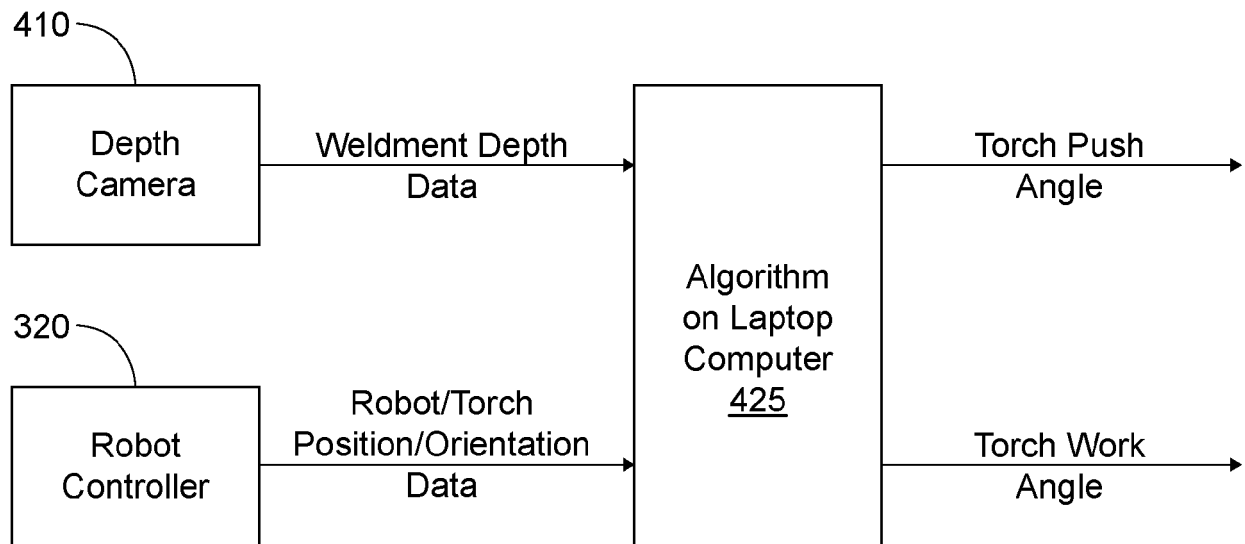 410
Depth
Camera
Weldment Depth
Data
Torch Push
Angle
Algorithm
on Laptop
Computer
425
320
Robot
Controller
Robot/Torch
Position/Orientation
Data
Torch Work
Angle